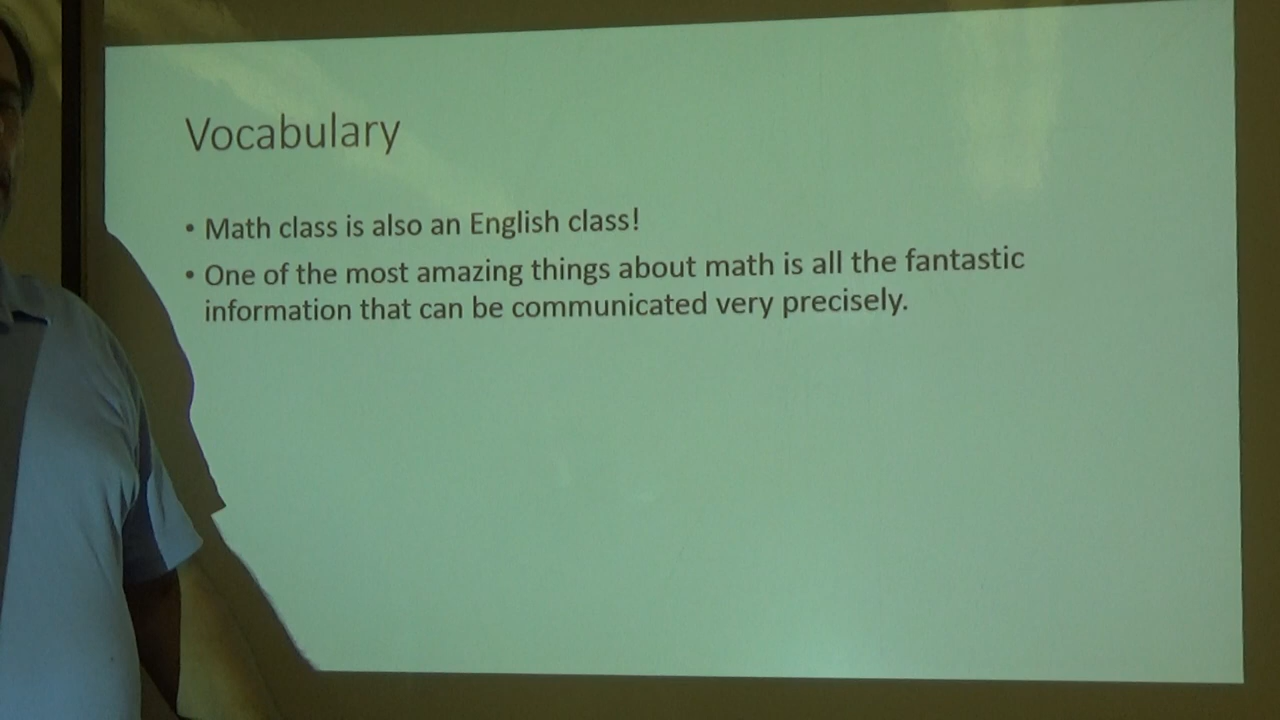 Vocabulary
• Math class is also an English class!
• One of the most amazing things about math is all the fantastic
information that can be communicated very precisely.